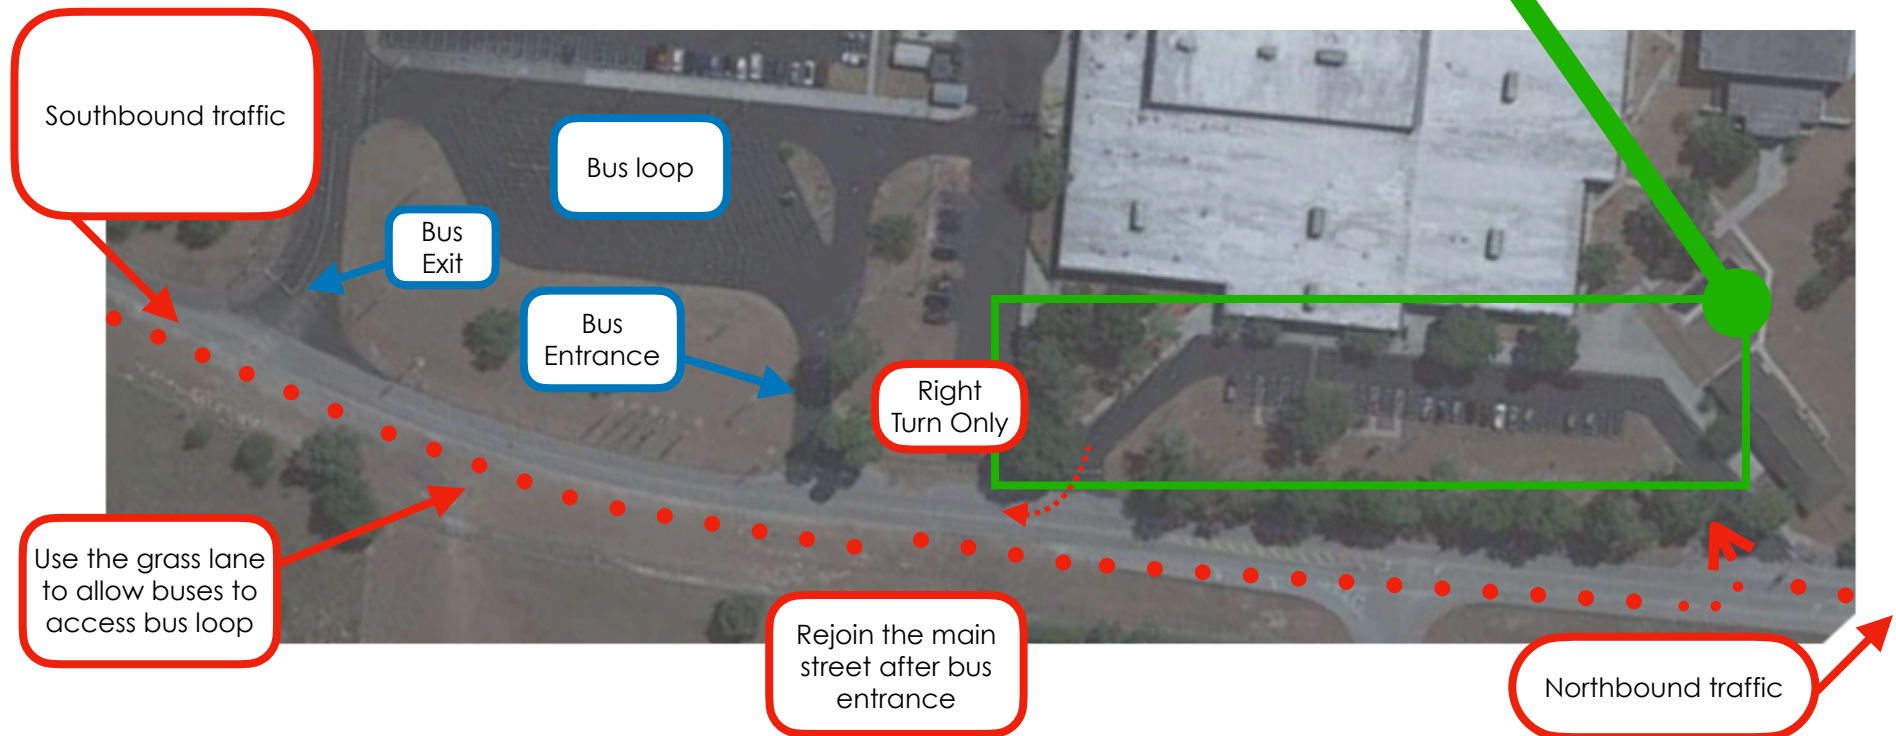 Southbound traffic
Bus loop
Bus
Exit
Bus
Entrance
Right
Turn Only
Use the grass lane
to allow buses to
access bus loop
Rejoin the main
street after bus
entrance
Northbound traffic